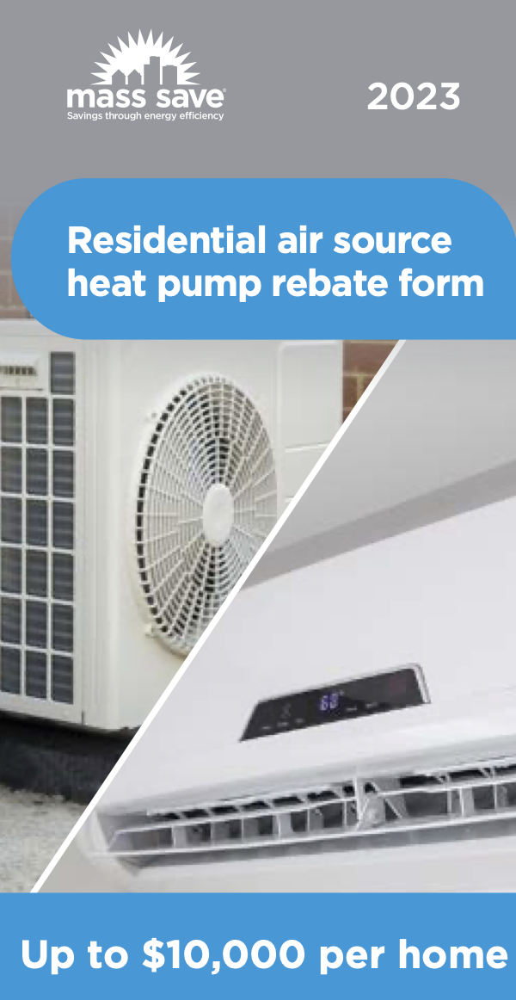 mass save®
Savings through energy efficiency
2023
Residential air source
heat pump rebate form
60°
Up to $10,000 per home